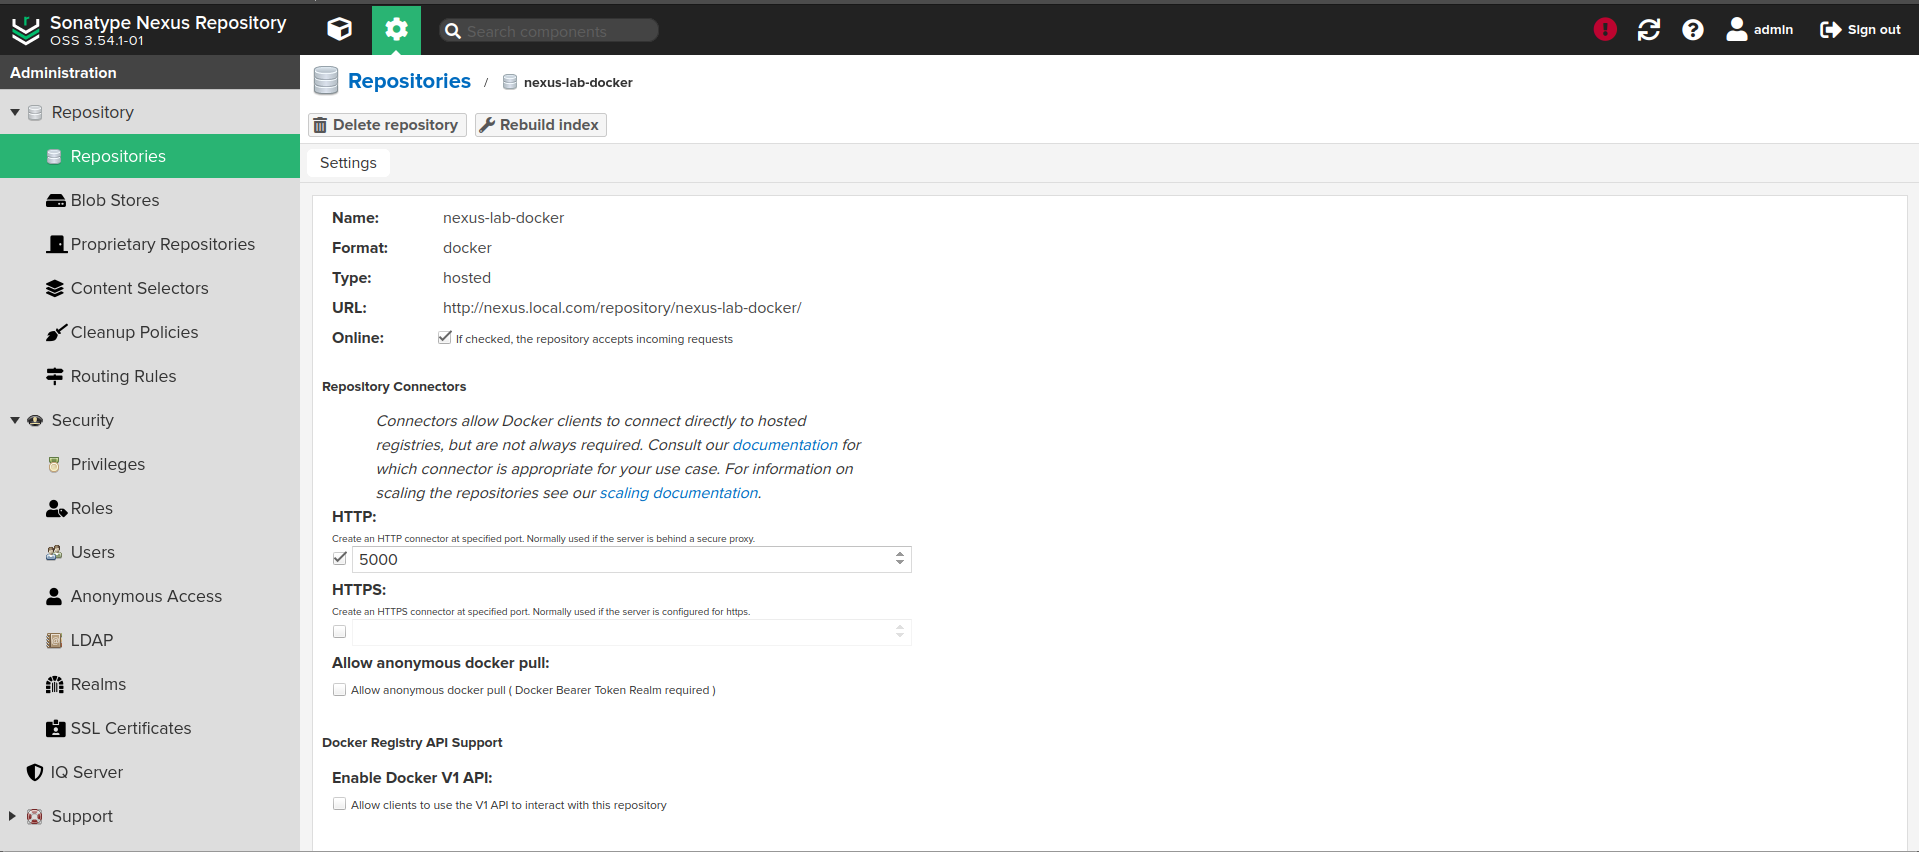 Sonatype Nexus Repository
OSS 3.54.1-01
Search components
admin
Sign out
Administration
Repository
Repositories
Blob Stores
Proprietary Repositories
Content Selectors
Cleanup Policies
Routing Rules
Security
Privileges
Roles
Users
Anonymous Access
LDAP
Realms
SSL Certificates
IQ Server
Support
Repositories / nexus-lab-docker
Delete repository
Rebuild index
Settings
Name: nexus-lab-docker
Format: docker
Type: hosted
URL: http://nexus.local.com/repository/nexus-lab-docker/
Online: If checked, the repository accepts incoming requests
Repository Connectors
Connectors allow Docker clients to connect directly to hosted
registries, but are not always required. Consult our documentation for
which connector is appropriate for your use case. For information on
scaling the repositories see our scaling documentation.
HTTP:
Create an HTTP connector at specified port. Normally used if the server is behind a secure proxy.
5000
HTTPS:
Create an HTTPS connector at specified port. Normally used if the server is configured for https.
Allow anonymous docker pull:
Allow anonymous docker pull ( Docker Bearer Token Realm required )
Docker Registry API Support
Enable Docker V1 API:
Allow clients to use the V1 API to interact with this repository